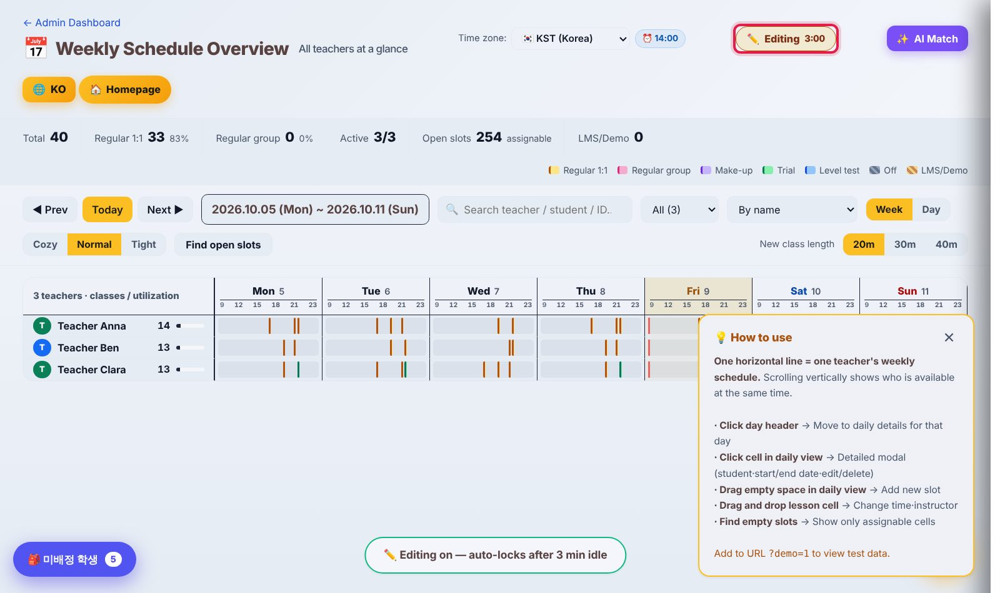 ← Admin Dashboard
July 17 Weekly Schedule Overview All teachers at a glance
Time zone: 🇰🇷 KST (Korea) ⏰ 14:00
✏️ Editing 3:00
✨ AI Match
🌐 KO 🏠 Homepage
Total 40 Regular 1:1 33 83% Regular group 0 0% Active 3/3 Open slots 254 assignable LMS/Demo 0
Regular 1:1 Regular group Make-up Trial Level test Off LMS/Demo
◀ Prev Today Next ▶ 2026.10.05 (Mon) ~ 2026.10.11 (Sun) 🔍 Search teacher / student / ID.. All (3) By name Week Day
Cozy Normal Tight Find open slots New class length 20m 30m 40m
3 teachers · classes / utilization Mon 5 Tue 6 Wed 7 Thu 8 Fri 9 Sat 10 Sun 11
9 12 15 18 21 23 9 12 15 18 21 23 9 12 15 18 21 23 9 12 15 18 21 23 9 12 15 18 21 23 9 12 15 18 21 23 9 12 15 18 21 23
T Teacher Anna 14
T Teacher Ben 13
T Teacher Clara 13
💡 How to use ✕
One horizontal line = one teacher's weekly
schedule. Scrolling vertically shows who is available
at the same time.
· Click day header → Move to daily details for that
day
· Click cell in daily view → Detailed modal
(student·start/end date·edit/delete)
· Drag empty space in daily view → Add new slot
· Drag and drop lesson cell → Change time·instructor
· Find empty slots → Show only assignable cells
Add to URL ?demo=1 to view test data.
🎒 미배정 학생 5
✏️ Editing on — auto-locks after 3 min idle